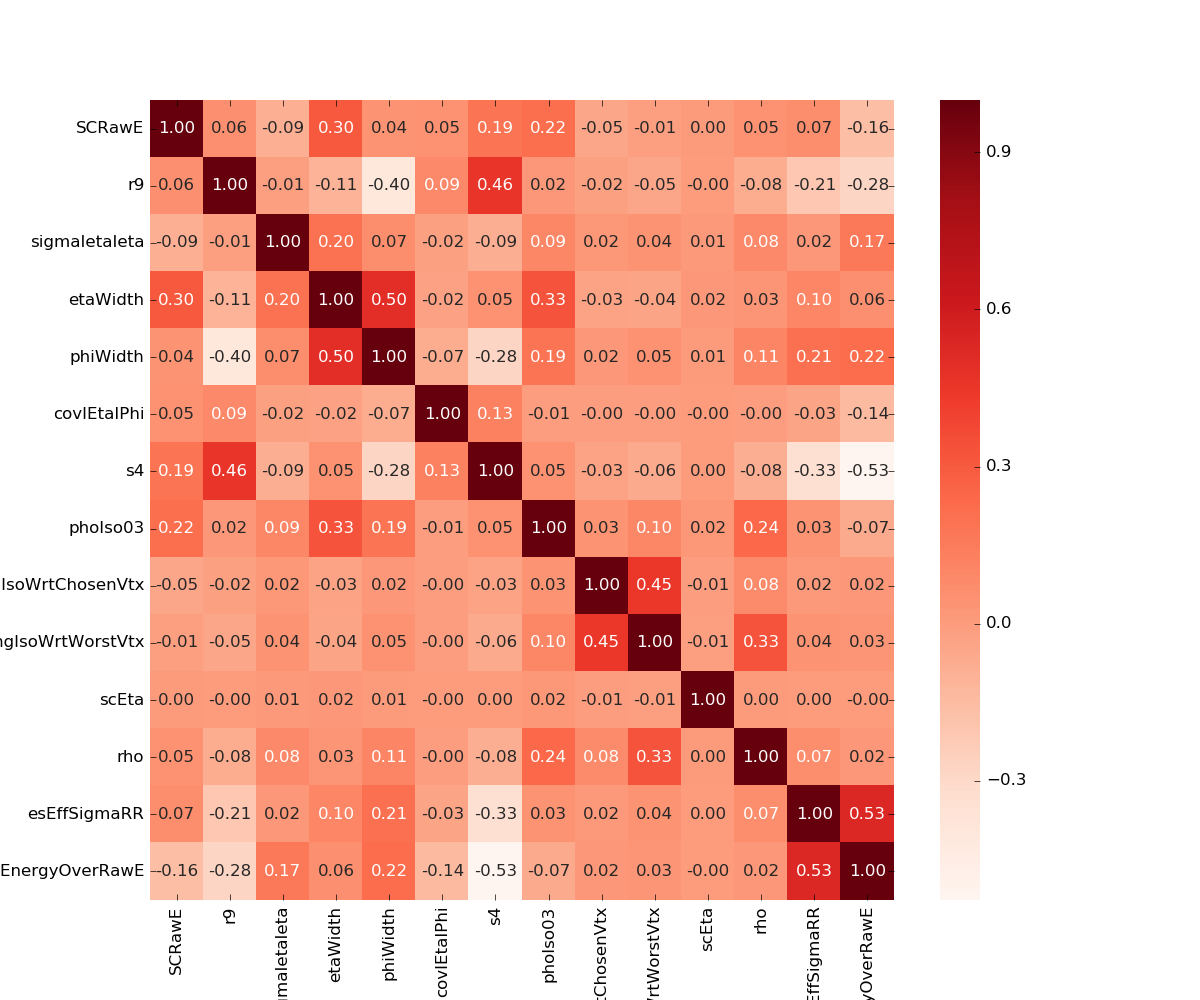 SCRawE 1.00 0.06 -0.09 0.30 0.04 0.05 0.19 0.22 -0.05 -0.01 0.00 0.05 0.07 -0.16
r9 0.06 1.00 -0.01 -0.11 -0.40 0.09 0.46 0.02 -0.02 -0.05 -0.00 -0.08 -0.21 -0.28
sigmaIetaIeta -0.09 -0.01 1.00 0.20 0.07 -0.02 -0.09 0.09 0.02 0.04 0.01 0.08 0.02 0.17
etaWidth 0.30 -0.11 0.20 1.00 0.50 -0.02 0.05 0.33 -0.03 -0.04 0.02 0.03 0.10 0.06
phiWidth 0.04 -0.40 0.07 0.50 1.00 -0.07 -0.28 0.19 0.02 0.05 0.01 0.11 0.21 0.22
covIEtaIPhi 0.05 0.09 -0.02 -0.02 -0.07 1.00 0.13 -0.01 -0.00 -0.00 -0.00 -0.00 -0.03 -0.14
s4 0.19 0.46 -0.09 0.05 -0.28 0.13 1.00 0.05 -0.03 -0.06 0.00 -0.08 -0.33 -0.53
phoIso03 0.22 0.02 0.09 0.33 0.19 -0.01 0.05 1.00 0.03 0.10 0.02 0.24 0.03 -0.07
IsoWrtChosenVtx -0.05 -0.02 0.02 -0.03 0.02 -0.00 -0.03 0.03 1.00 0.45 -0.01 0.08 0.02 0.02
ngIsoWrtWorstVtx -0.01 -0.05 0.04 -0.04 0.05 -0.00 -0.06 0.10 0.45 1.00 -0.01 0.33 0.04 0.03
scEta 0.00 -0.00 0.01 0.02 0.01 -0.00 0.00 0.02 -0.01 -0.01 1.00 0.00 0.00 -0.00
rho 0.05 -0.08 0.08 0.03 0.11 -0.00 -0.08 0.24 0.08 0.33 0.00 1.00 0.07 0.02
esEffSigmaRR 0.07 -0.21 0.02 0.10 0.21 -0.03 -0.33 0.03 0.02 0.04 0.00 0.07 1.00 0.53
EnergyOverRawE -0.16 -0.28 0.17 0.06 0.22 -0.14 -0.53 -0.07 0.02 0.03 -0.00 0.02 0.53 1.00
SCRawE
r9
gmaIetaIeta
etaWidth
phiWidth
covIEtaIPhi
s4
phoIso03
tChosenVtx
WrtWorstVtx
scEta
rho
EffSigmaRR
yOverRawE
0.9
0.6
0.3
0.0
−0.3